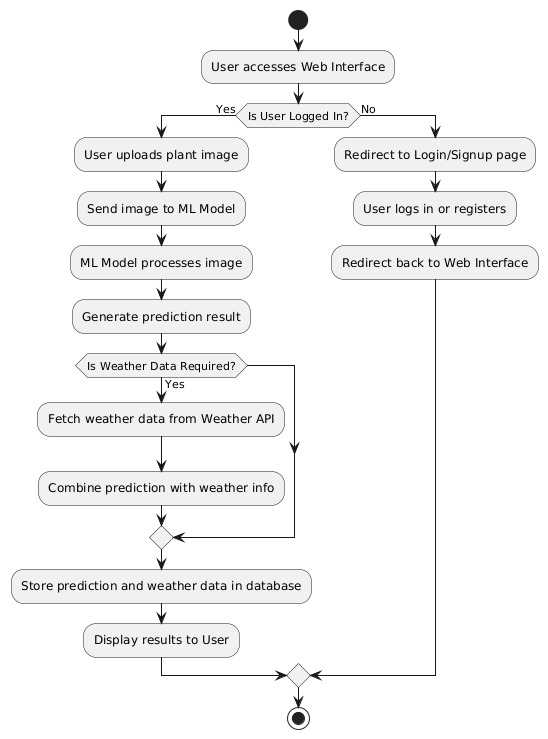 User accesses Web Interface
Yes
Is User Logged In?
No
User uploads plant image
Redirect to Login/Signup page
Send image to ML Model
User logs in or registers
ML Model processes image
Redirect back to Web Interface
Generate prediction result
Is Weather Data Required?
Yes
Fetch weather data from Weather API
Combine prediction with weather info
Store prediction and weather data in database
Display results to User